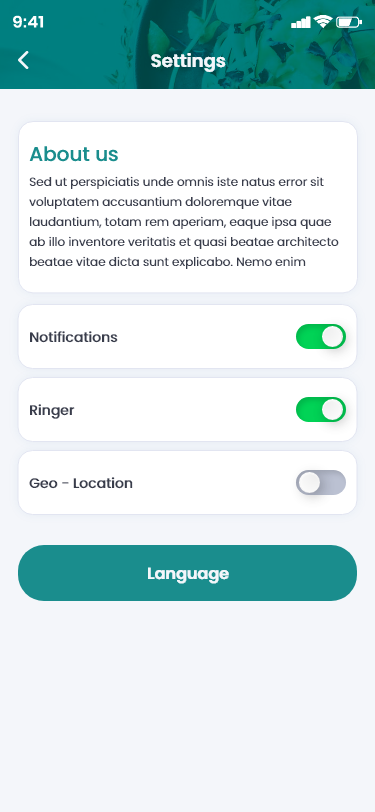 9:41
Settings
About us
Sed ut perspiciatis unde omnis iste natus error sit
voluptatem accusantium doloremque vitae
laudantium, totam rem aperiam, eaque ipsa quae
ab illo inventore veritatis et quasi beatae architecto
beatae vitae dicta sunt explicabo. Nemo enim
Notifications
Ringer
Geo - Location
Language